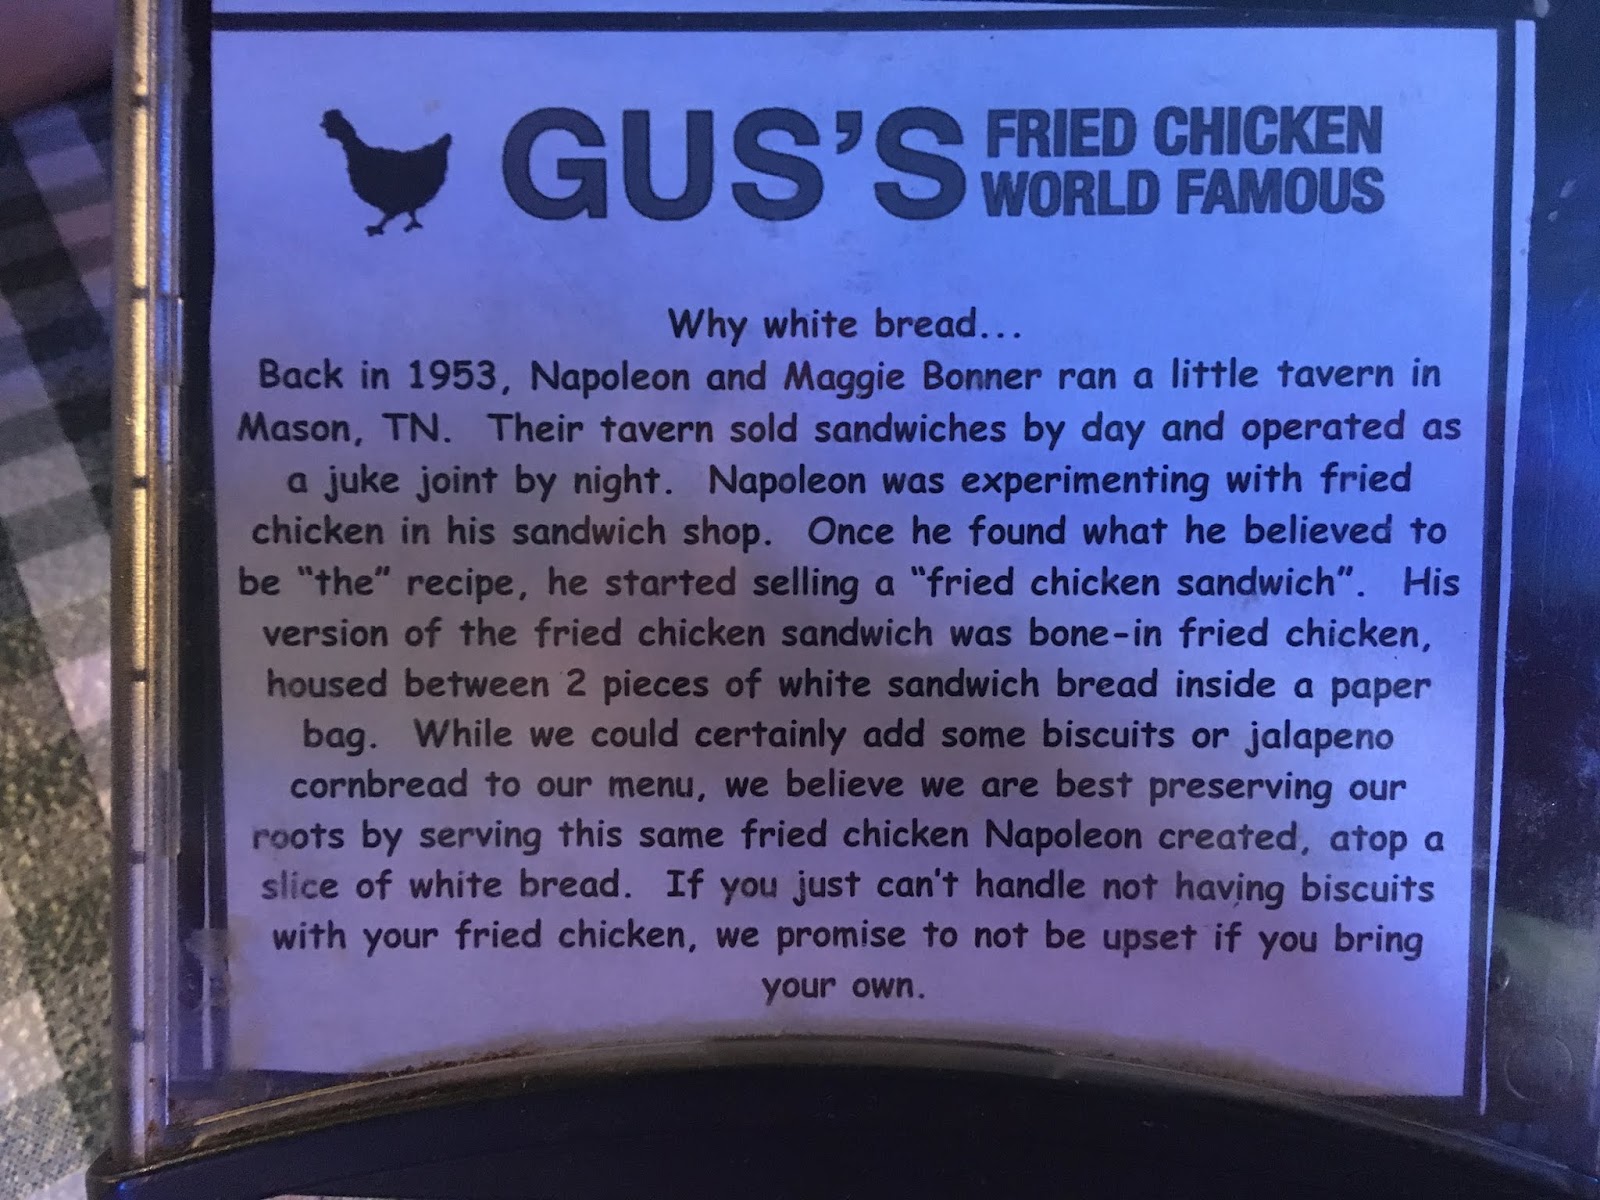 GUS'S FRIED CHICKEN
WORLD FAMOUS
Why white bread...
Back in 1953, Napoleon and Maggie Bonner ran a little tavern in
Mason, TN.  Their tavern sold sandwiches by day and operated as
a juke joint by night.  Napoleon was experimenting with fried
chicken in his sandwich shop.  Once he found what he believed to
be “the” recipe, he started selling a “fried chicken sandwich”.  His
version of the fried chicken sandwich was bone-in fried chicken,
housed between 2 pieces of white sandwich bread inside a paper
bag.  While we could certainly add some biscuits or jalapeno
cornbread to our menu, we believe we are best preserving our
roots by serving this same fried chicken Napoleon created, atop a
slice of white bread.  If you just can't handle not having biscuits
with your fried chicken, we promise to not be upset if you bring
your own.